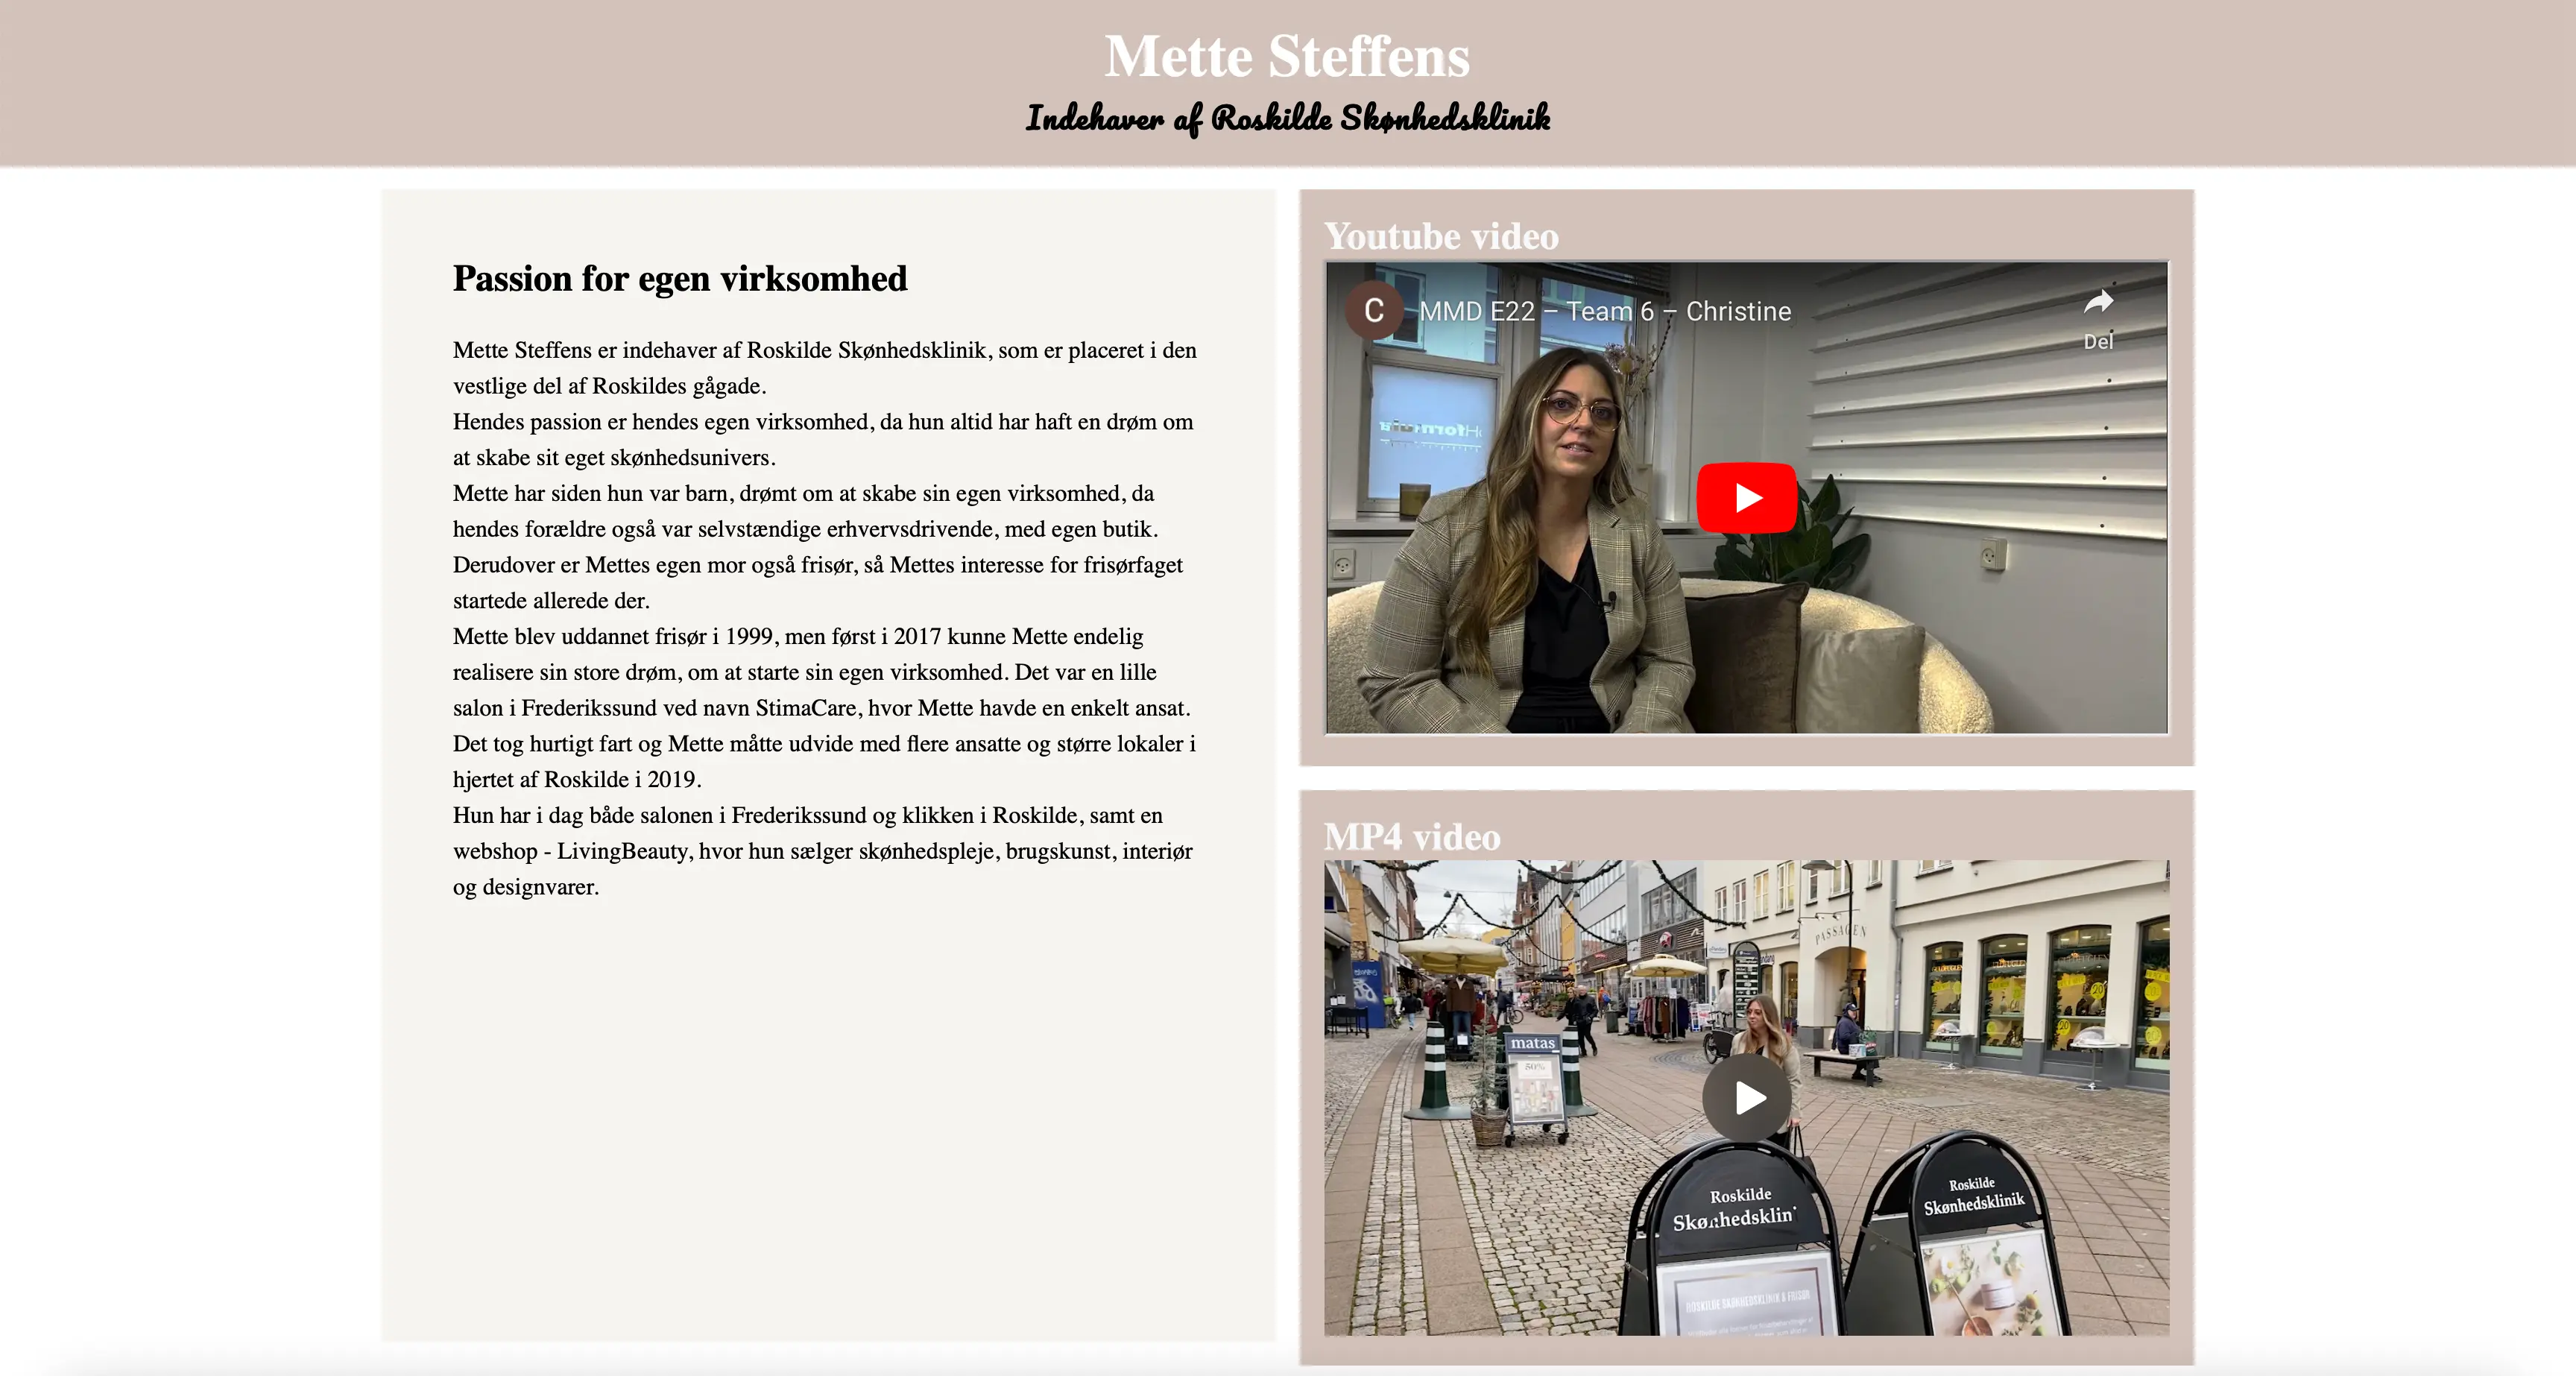 Mette Steffens
Indehaver af Roskilde Skønhedsklinik
Passion for egen virksomhed
Mette Steffens er indehaver af Roskilde Skønhedsklinik, som er placeret i den
vestlige del af Roskildes gågade.
Hendes passion er hendes egen virksomhed, da hun altid har haft en drøm om
at skabe sit eget skønhedsunivers.
Mette har siden hun var barn, drømt om at skabe sin egen virksomhed, da
hendes forældre også var selvstændige erhvervsdrivende, med egen butik.
Derudover er Mettes egen mor også frisør, så Mettes interesse for frisørfaget
startede allerede der.
Mette blev uddannet frisør i 1999, men først i 2017 kunne Mette endelig
realisere sin store drøm, om at starte sin egen virksomhed. Det var en lille
salon i Frederikssund ved navn StimaCare, hvor Mette havde en enkelt ansat.
Det tog hurtigt fart og Mette måtte udvide med flere ansatte og større lokaler i
hjertet af Roskilde i 2019.
Hun har i dag både salonen i Frederikssund og klikken i Roskilde, samt en
webshop - LivingBeauty, hvor hun sælger skønhedspleje, brugskunst, interiør
og designvarer.
Youtube video
C
MMD E22 – Team 6 – Christine
Del
MP4 video
PASSAGEN
matas
50%
Roskilde
Skønhedsklin
Roskilde
Skønhedsklinik
ROSKILDE SKØNHEDSKLINIK & FRISØR